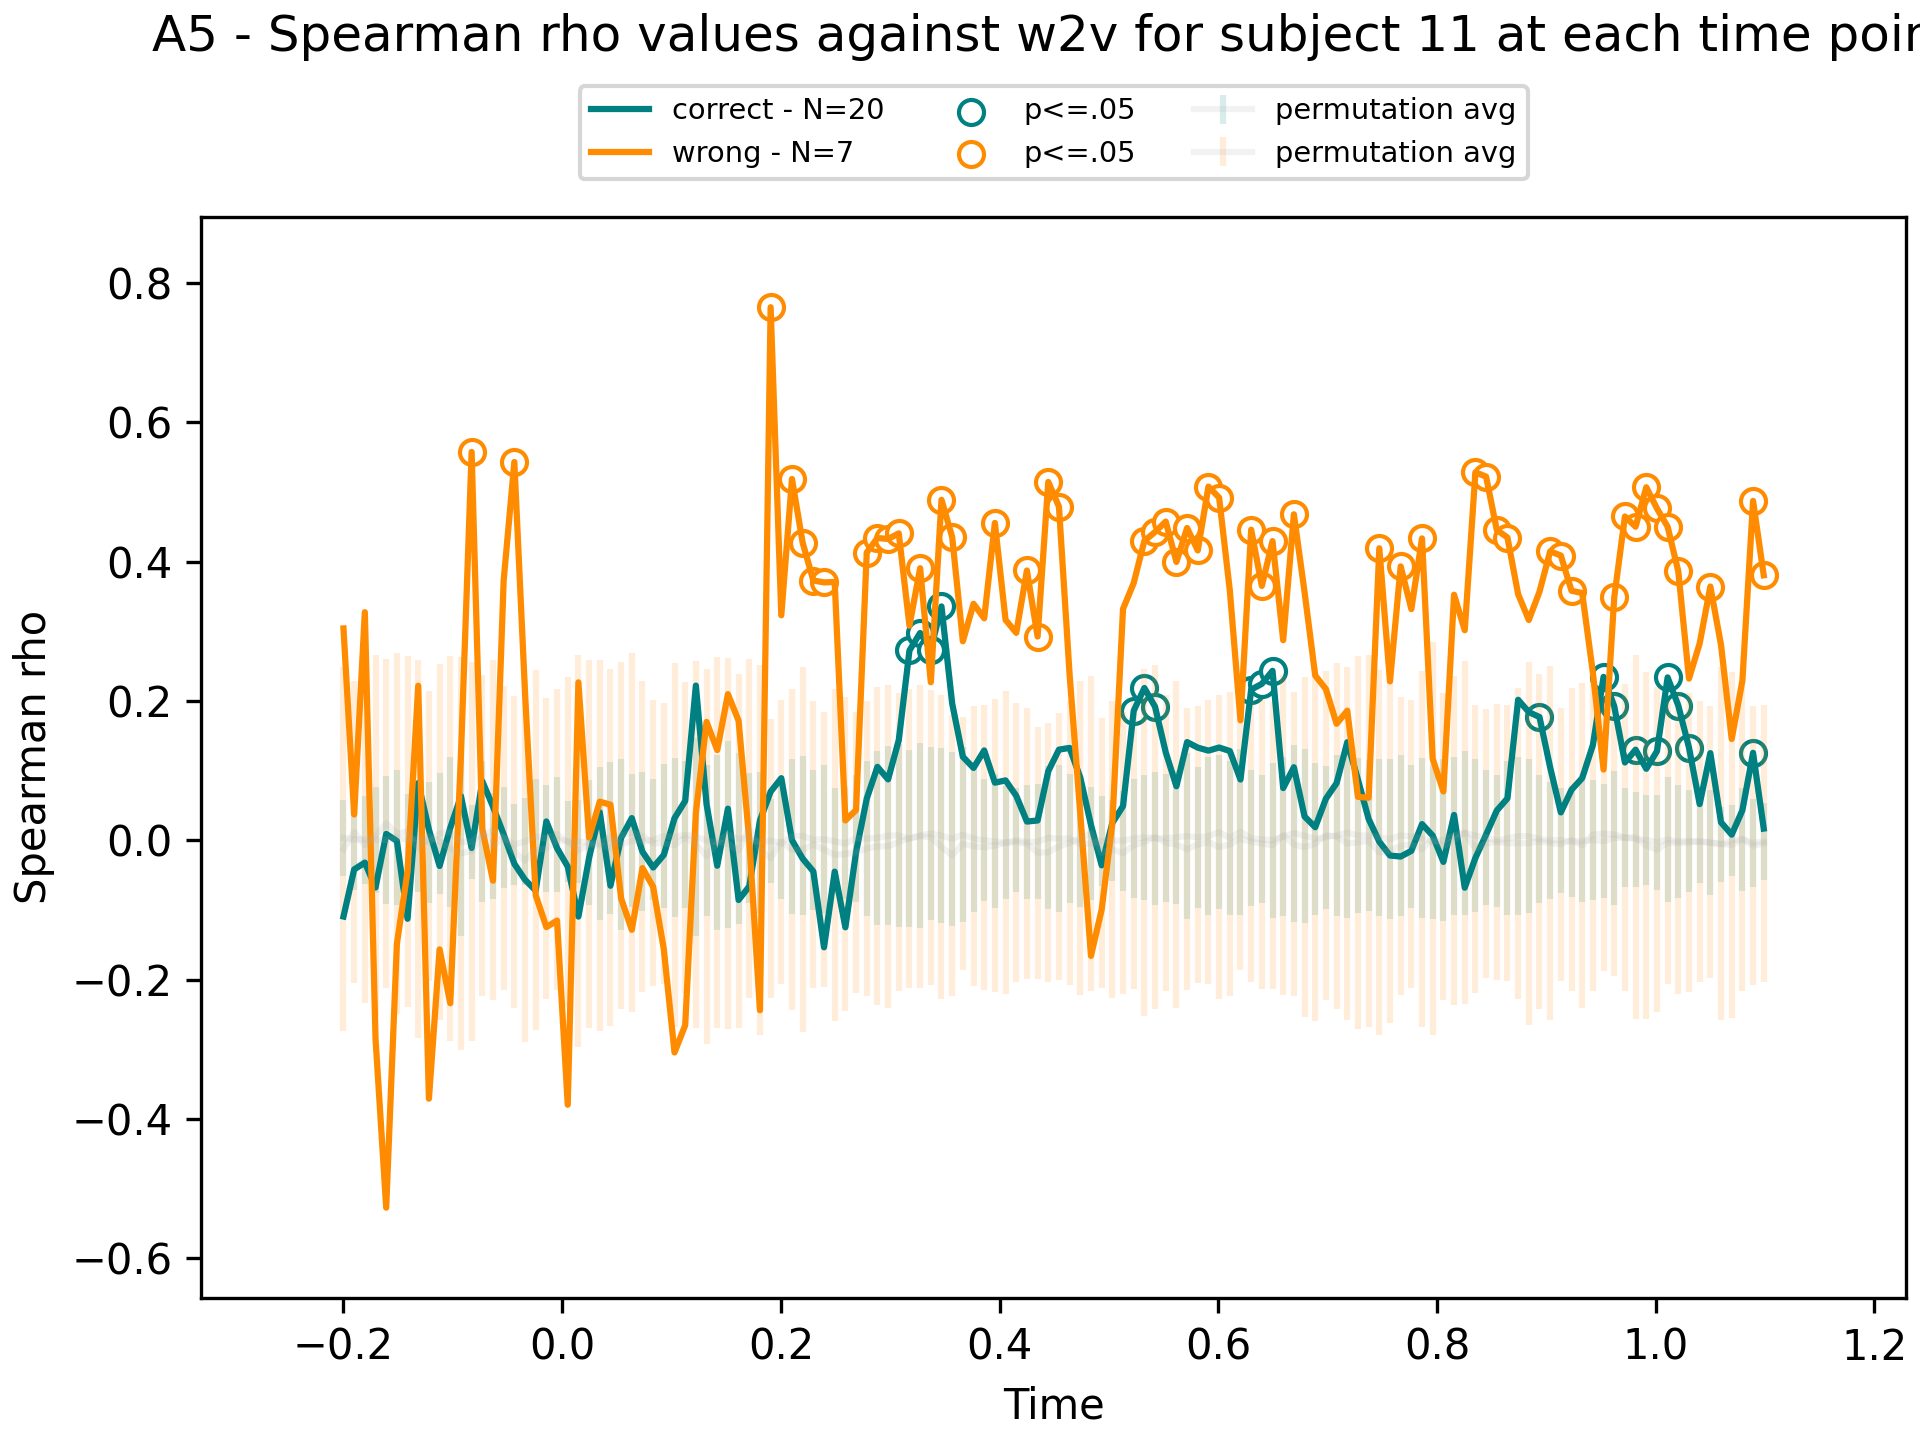 A5 - Spearman rho values against w2v for subject 11 at each time poin
correct - N=20
wrong - N=7
p<=.05
p<=.05
permutation avg
permutation avg
Spearman rho
0.8
0.6
0.4
0.2
0.0
−0.2
−0.4
−0.6
−0.2
0.0
0.2
0.4
0.6
0.8
1.0
1.2
Time